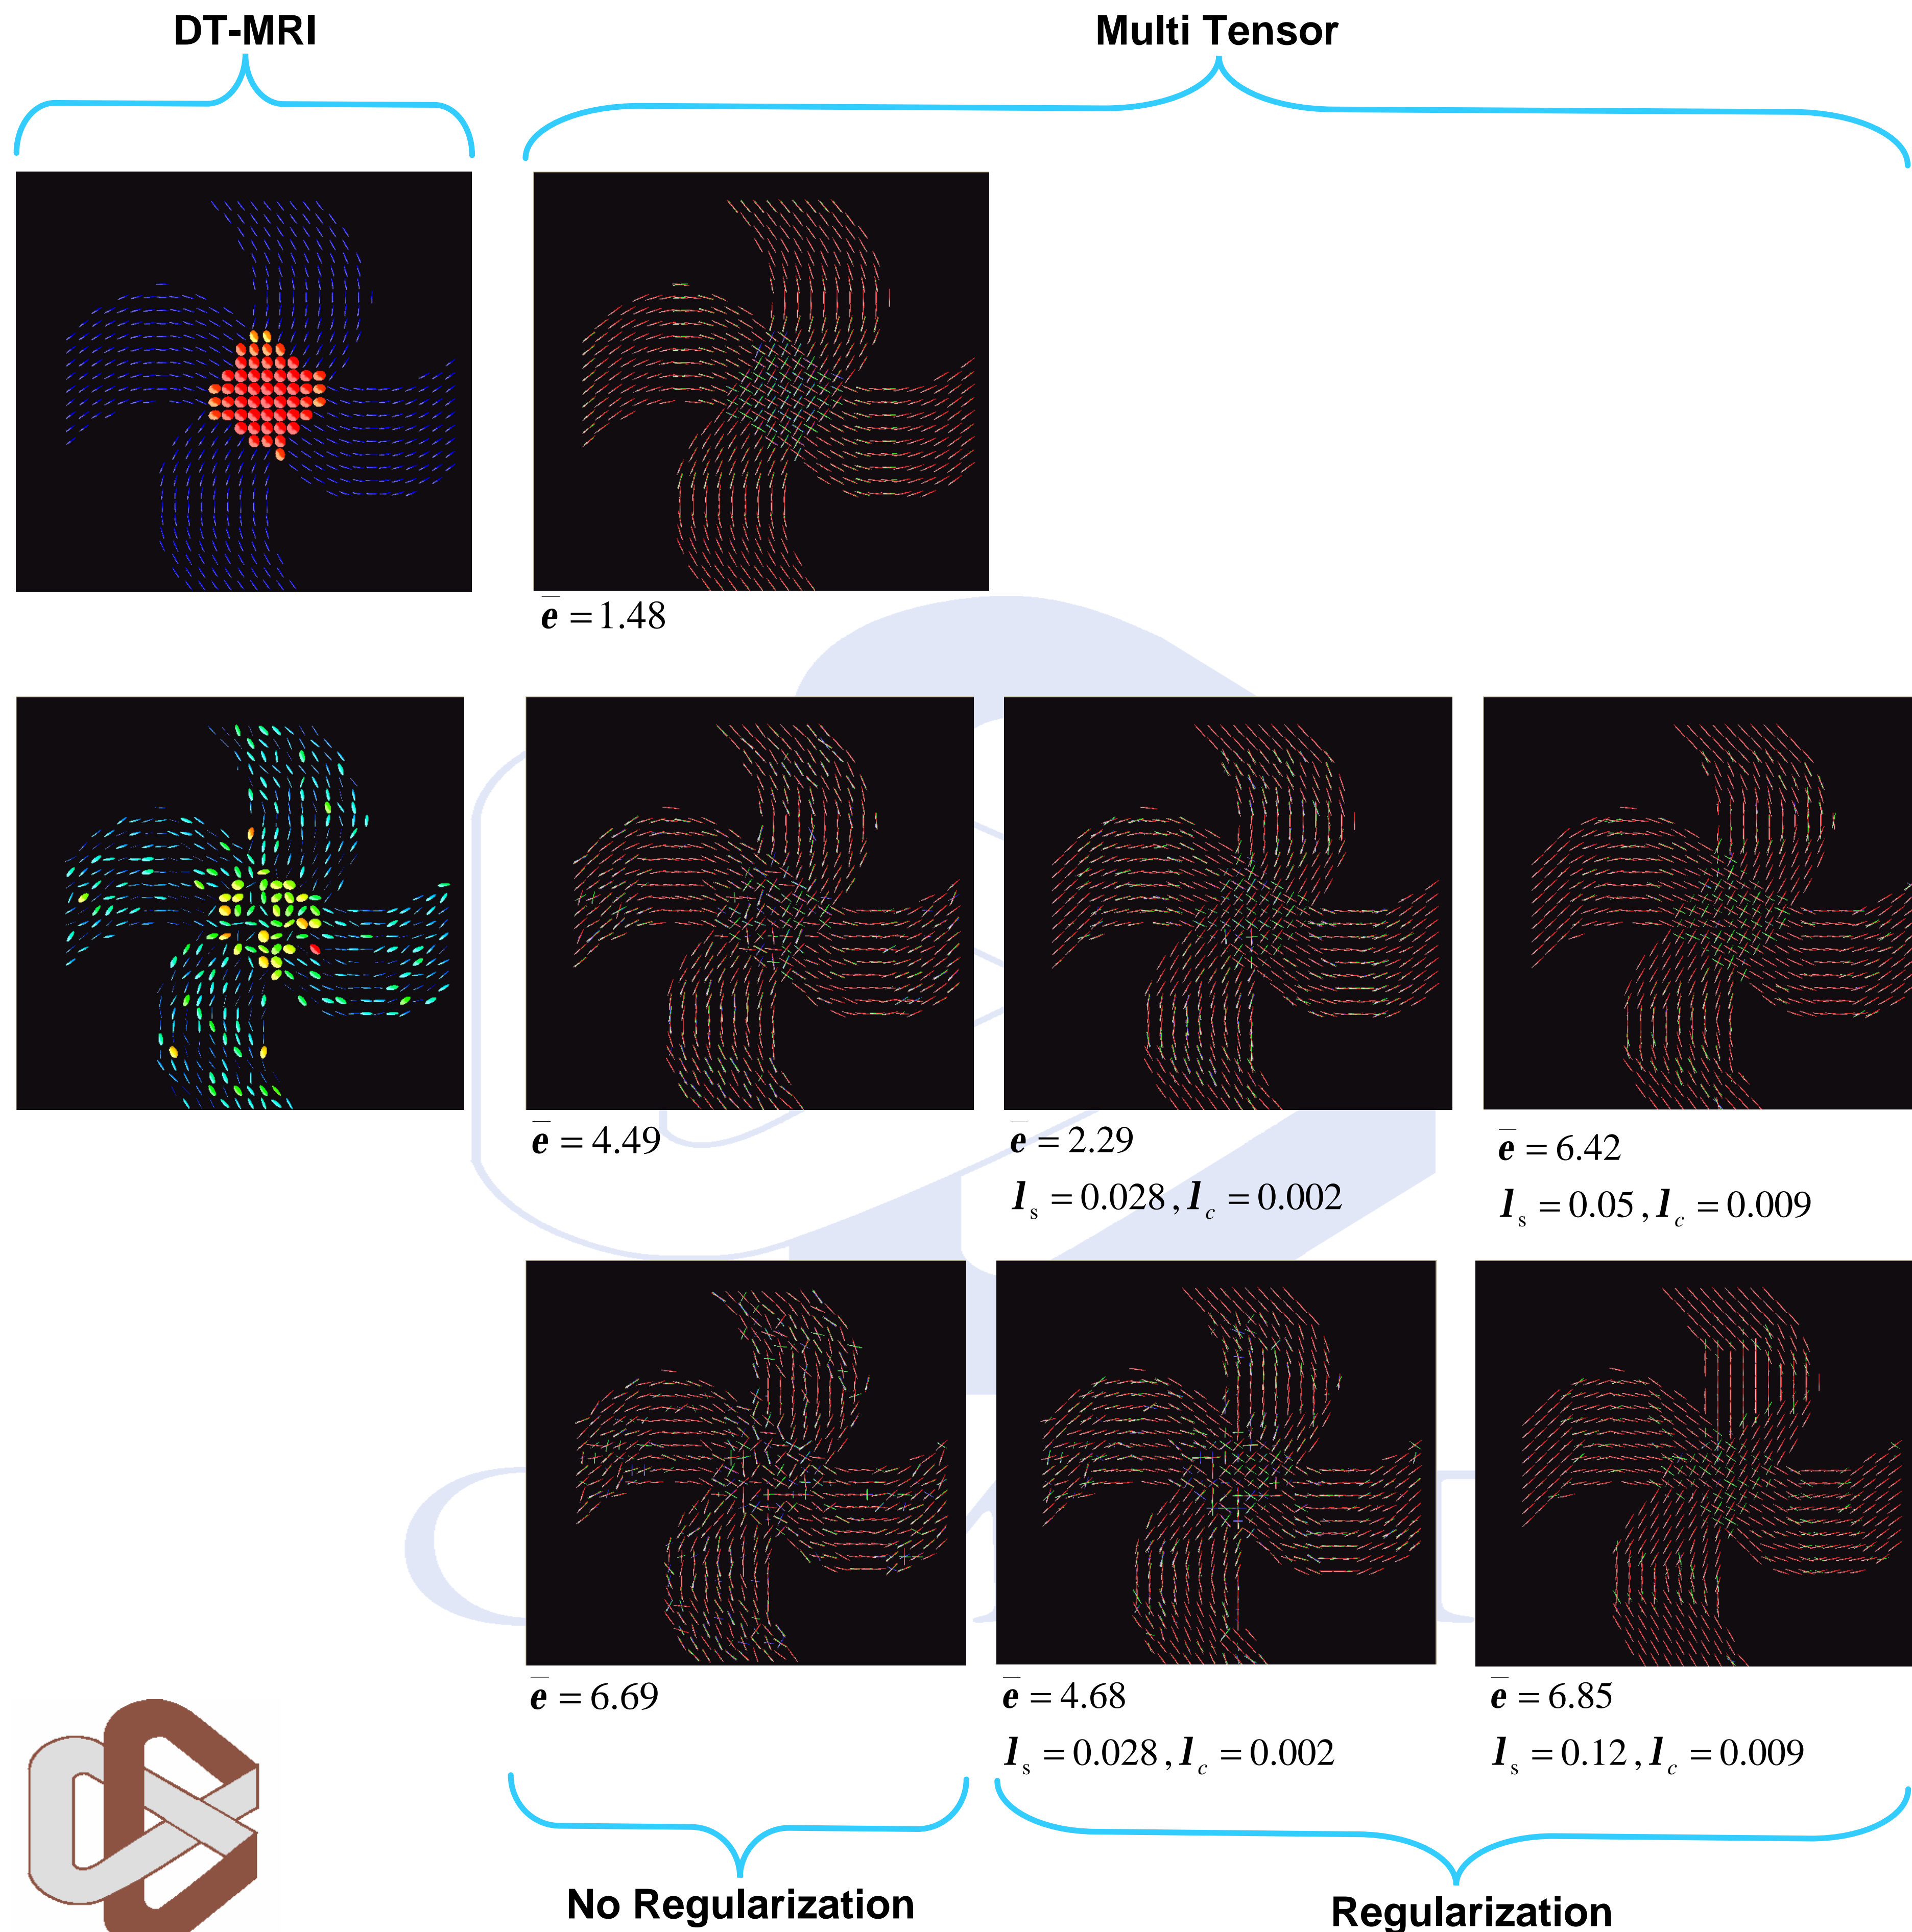 DT-MRI
Multi Tensor
e̅ = 1.48
e̅ = 4.49
e̅ = 2.29
l_s = 0.028 , l_c = 0.002
e̅ = 6.42
l_s = 0.05 , l_c = 0.009
e̅ = 6.69
e̅ = 4.68
l_s = 0.028 , l_c = 0.002
e̅ = 6.85
l_s = 0.12 , l_c = 0.009
No Regularization
Regularization